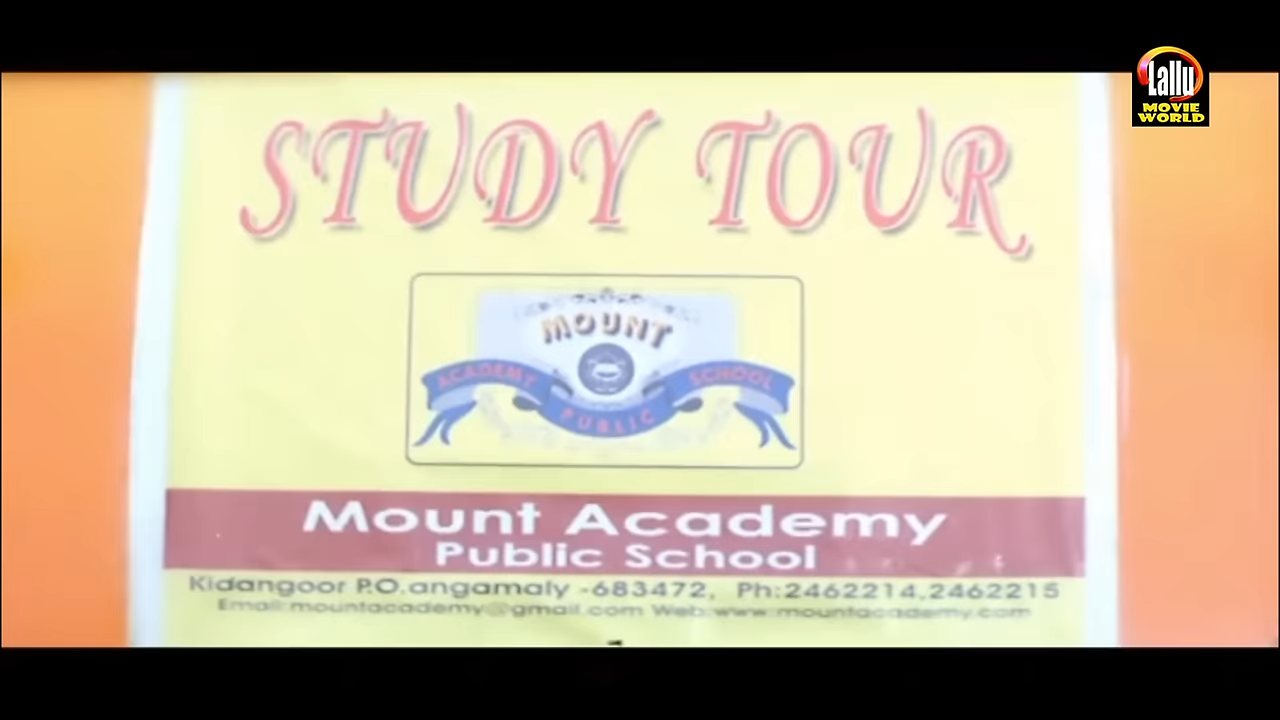 Lallu
MOVIE
WORLD
STUDY TOUR
MOUNT
ACADEMY PUBLIC SCHOOL
Mount Academy
Public School
Kidangoor P.O.angamaly -683472, Ph:2462214,2462215
Email:mountacademy@gmail.com Web:www.mountacademy.com